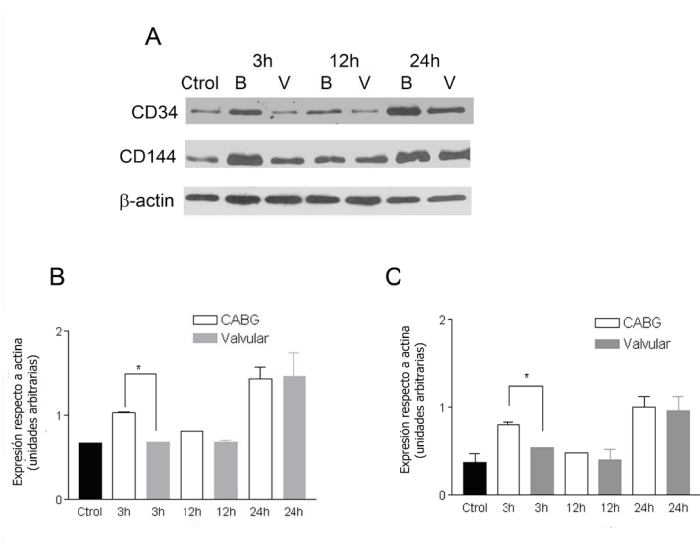 A
3h 12h 24h
Ctrol B V B V B V
CD34
CD144
β-actin
B
CABG
Valvular
Expresión respecto a actina
(unidades arbitrarias)
2
1
0
*
Ctrol 3h 3h 12h 12h 24h 24h
C
CABG
Valvular
Expresión respecto a actina
(unidades arbitrarias)
2
1
0
*
Ctrol 3h 3h 12h 12h 24h 24h